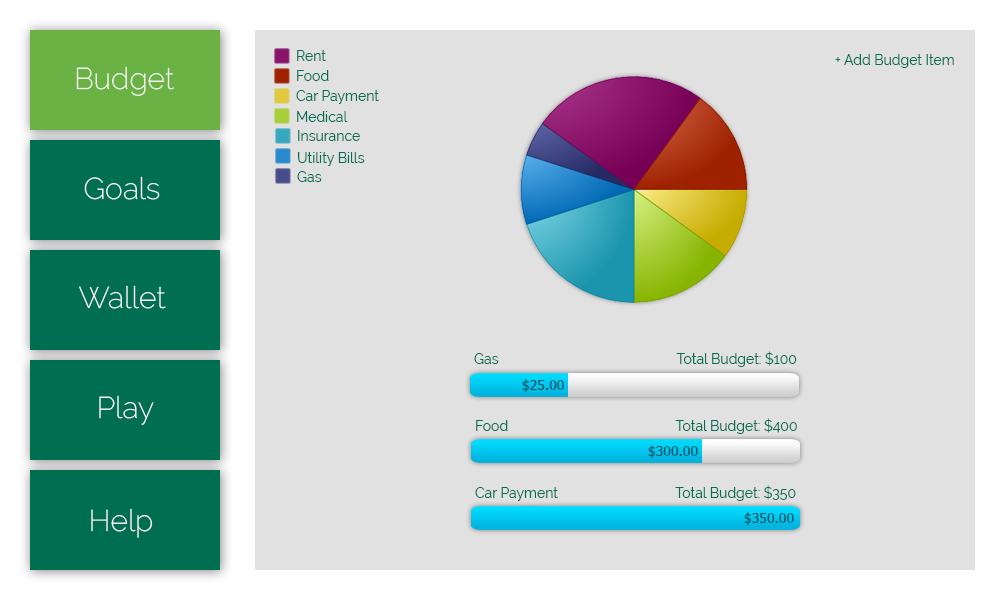 Budget
Goals
Wallet
Play
Help
Rent
Food
Car Payment
Medical
Insurance
Utility Bills
Gas
+ Add Budget Item
Gas Total Budget: $100
$25.00
Food Total Budget: $400
$300.00
Car Payment Total Budget: $350
$350.00